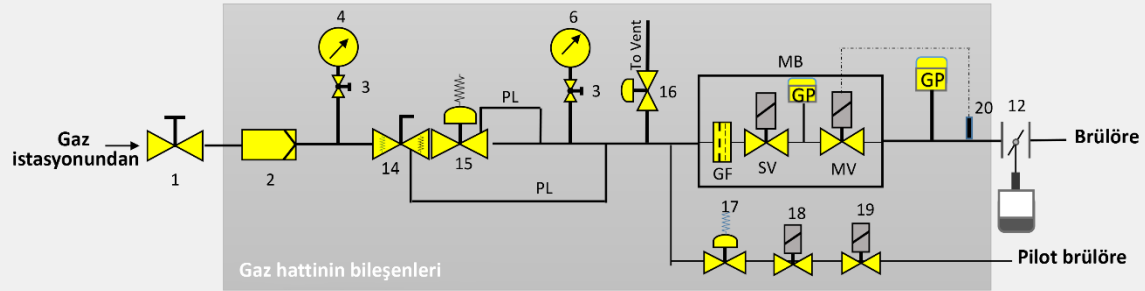 4
6
To Vent
3
3
16
MB
GP
GP
20
12
PL
Gaz
istasyonundan
Brülöre
1
2
14
15
GF
SV
MV
PL
17
18
19
Pilot brülöre
Gaz hattinin bileşenleri